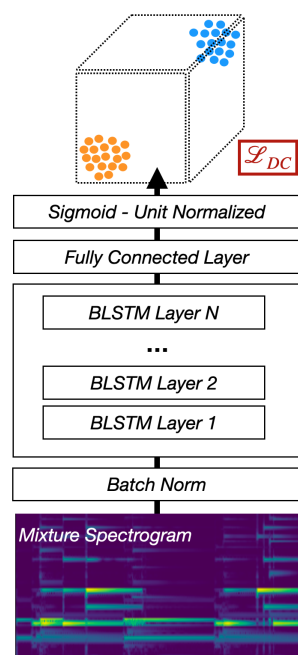 ℒ_DC
Sigmoid - Unit Normalized
Fully Connected Layer
BLSTM Layer N
...
BLSTM Layer 2
BLSTM Layer 1
Batch Norm
Mixture Spectrogram